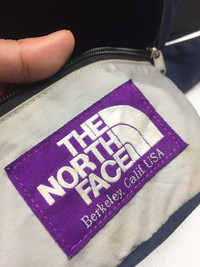 THE
NORTH
FACE
Berkeley, Calif. USA